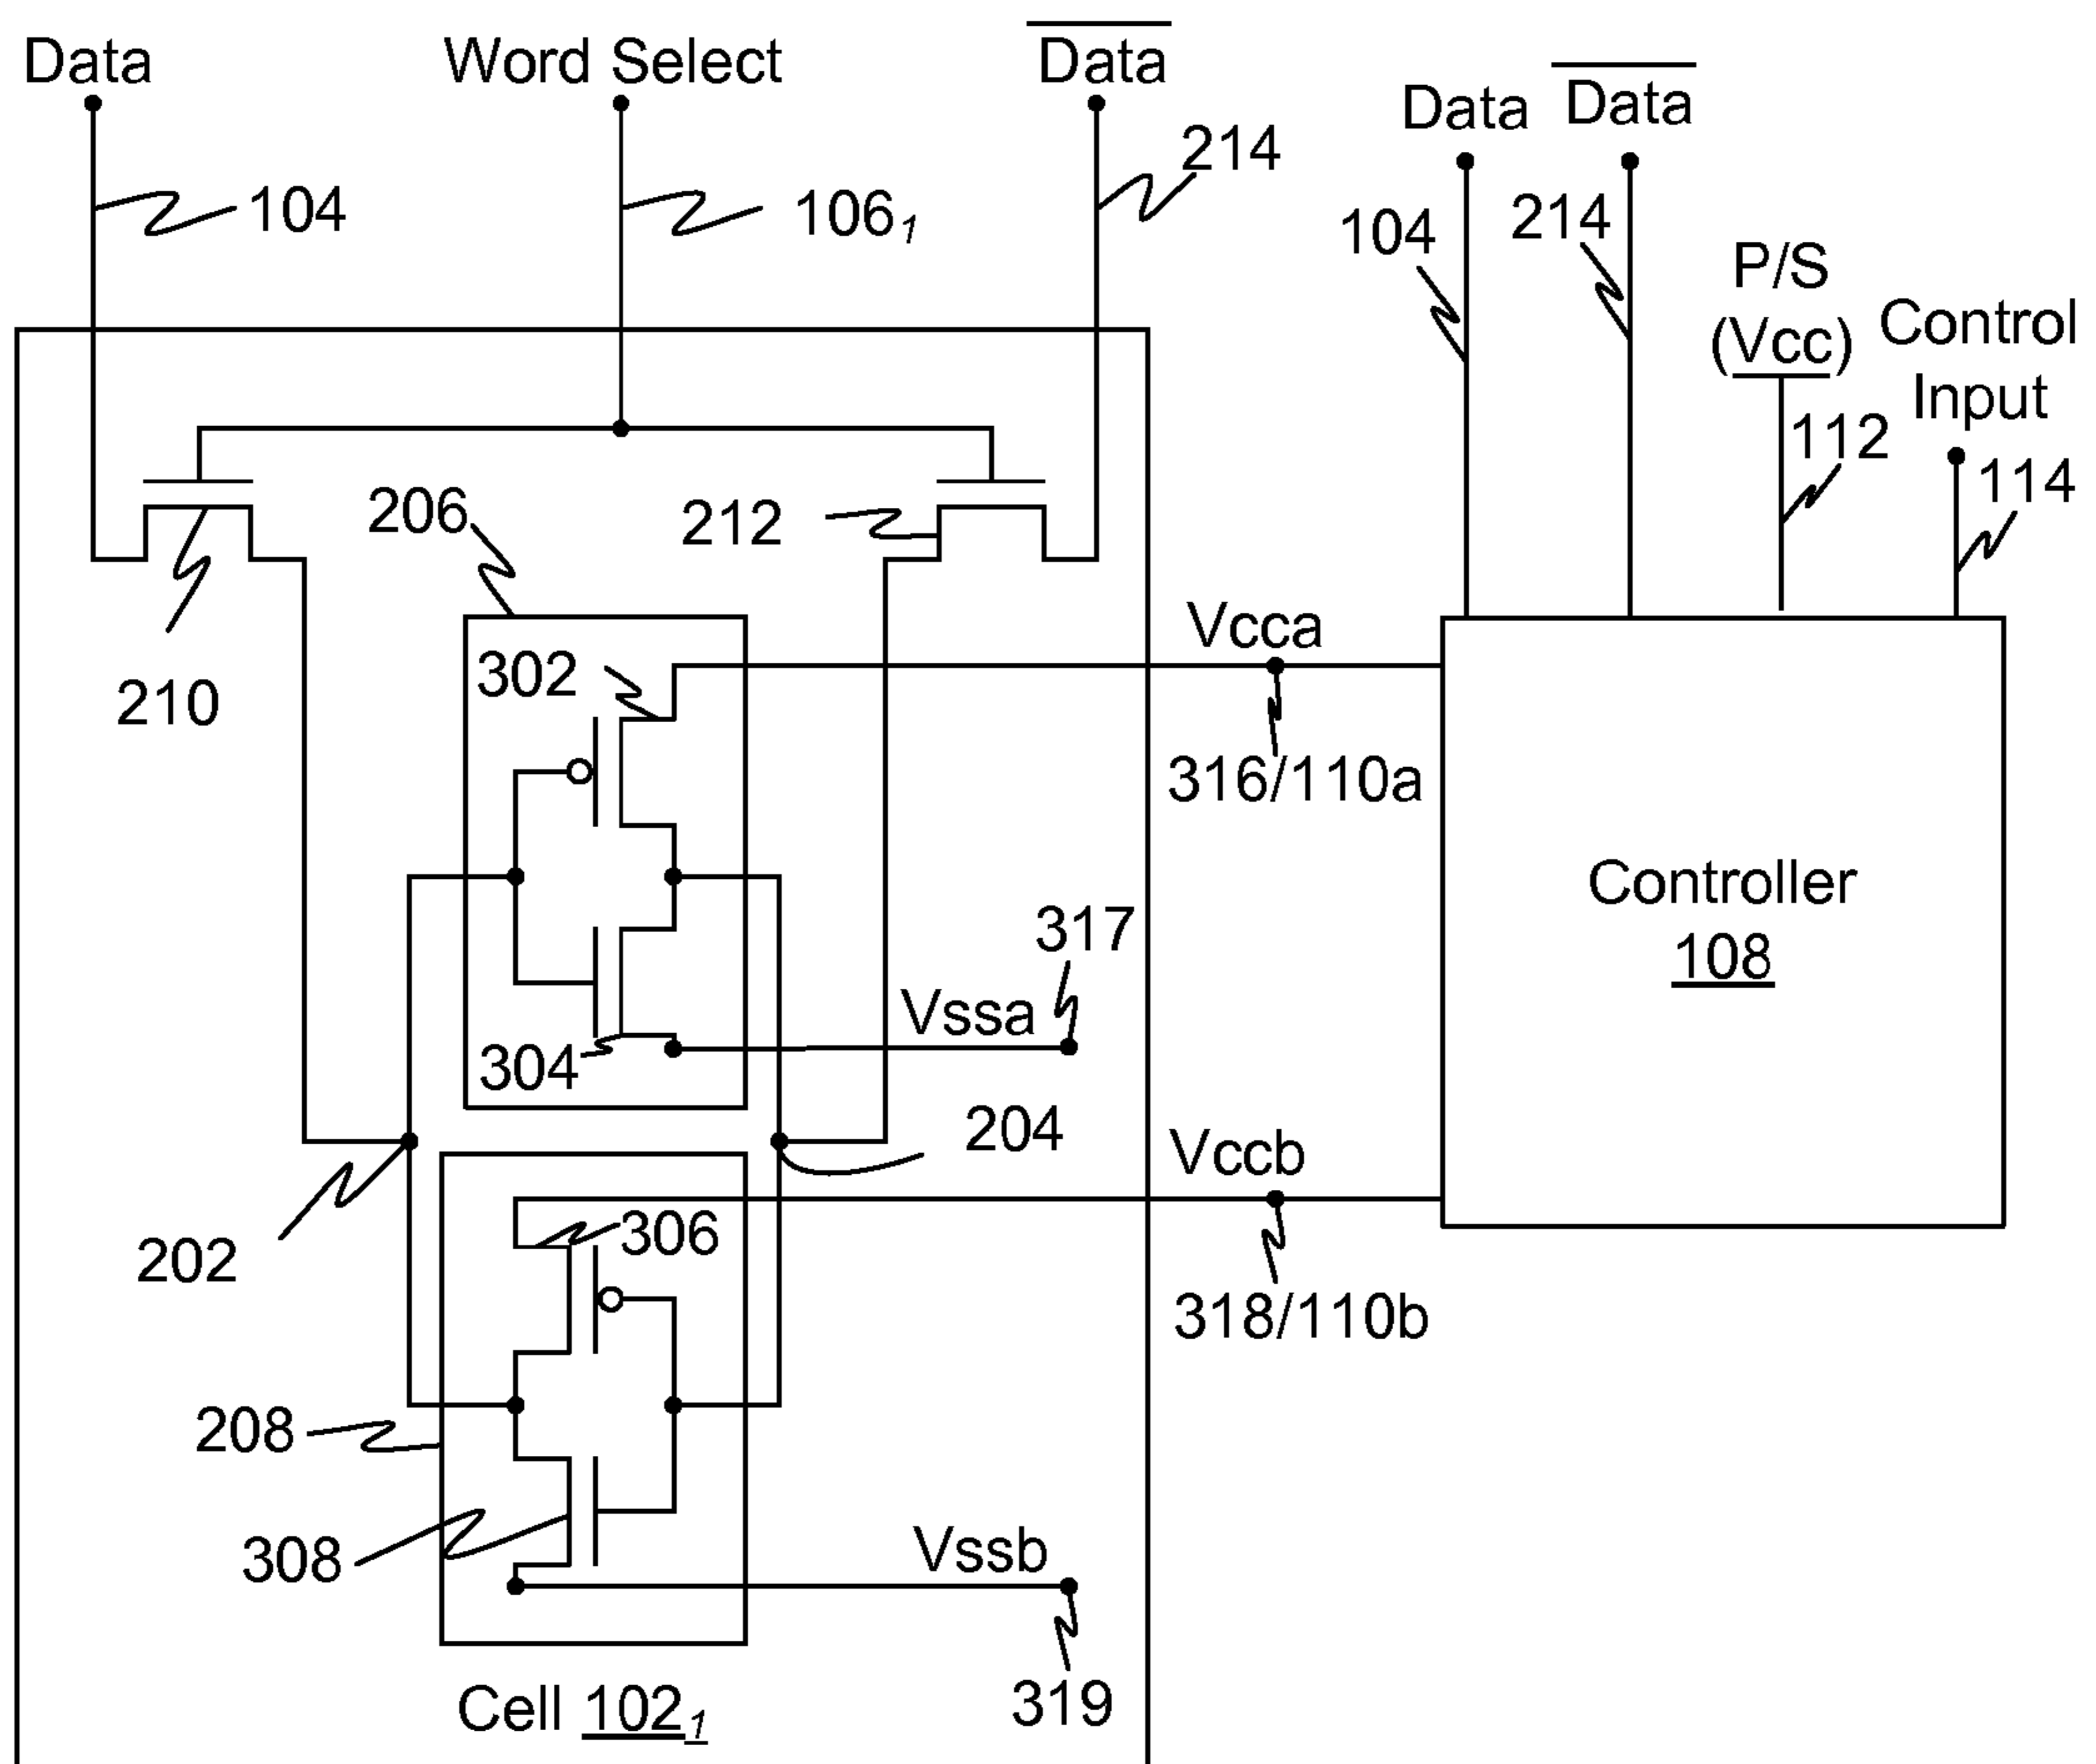 Data
Word Select
Data
Data
Data
214
104
106₁
104
214
P/S
(Vcc)
Control
Input
112
114
206
212
210
302
Vcca
316/110a
Controller
108
317
Vssa
304
204
Vccb
202
306
318/110b
208
308
Vssb
319
Cell 102₁